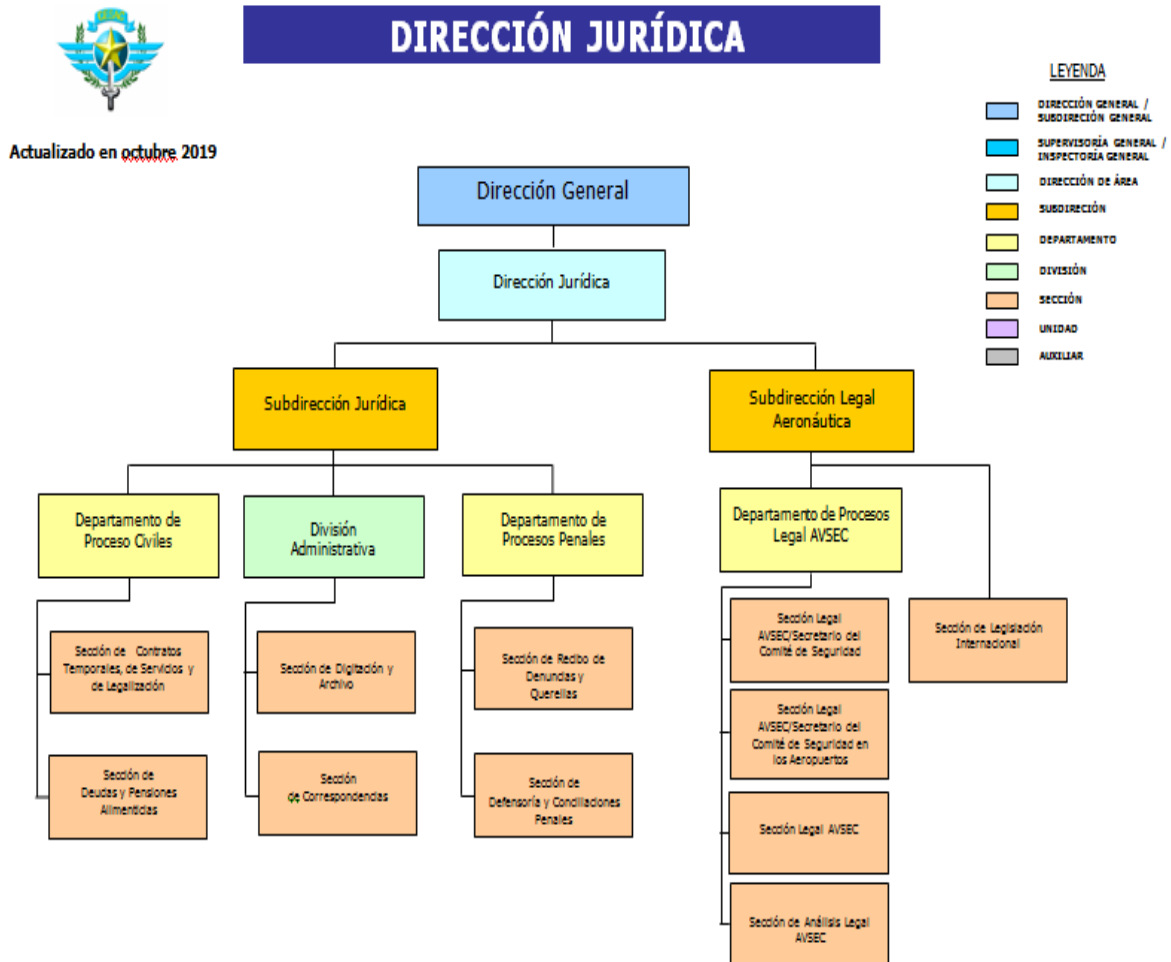 CESAC
DIRECCIÓN JURÍDICA
Actualizado en octubre 2019
LEYENDA
DIRECCIÓN GENERAL /
SUBDIRECIÓN GENERAL
SUPERVISORÍA GENERAL /
INSPECTORÍA GENERAL
DIRECCIÓN DE ÁREA
SUBDIRECIÓN
DEPARTAMENTO
DIVISIÓN
SECCIÓN
UNIDAD
AUXILIAR
Dirección General
Dirección Jurídica
Subdirección Jurídica
Subdirección Legal
Aeronáutica
Departamento de
Proceso Civiles
División
Administrativa
Departamento de
Procesos Penales
Departamento de Procesos
Legal AVSEC
Sección de Contratos
Temporales, de Servicios y
de Legalización
Sección de Digitación y
Archivo
Sección de Recibo de
Denuncias y
Querellas
Sección Legal
AVSEC/Secretario del
Comité de Seguridad
Sección de Legislación
Internacional
Sección Legal
AVSEC/Secretario del
Comité de Seguridad en
los Aeropuertos
Sección de
Deudas y Pensiones
Alimenticias
Sección
de Correspondencias
Sección de
Defensoría y Conciliaciones
Penales
Sección Legal AVSEC
Sección de Análisis Legal
AVSEC